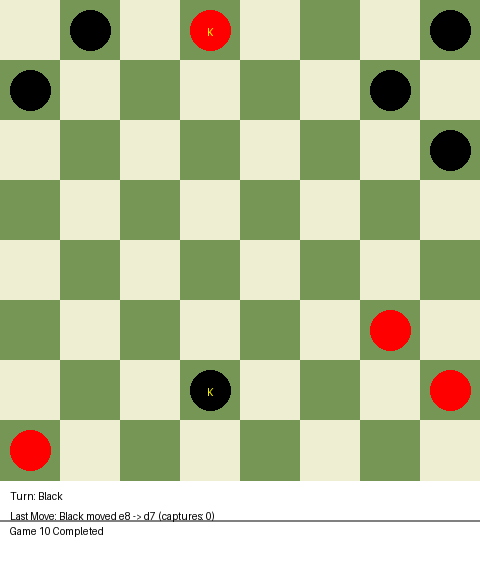 K
K
Turn: Black
Last Move: Black moved e8 -> d7 (captures: 0)
Game 10 Completed